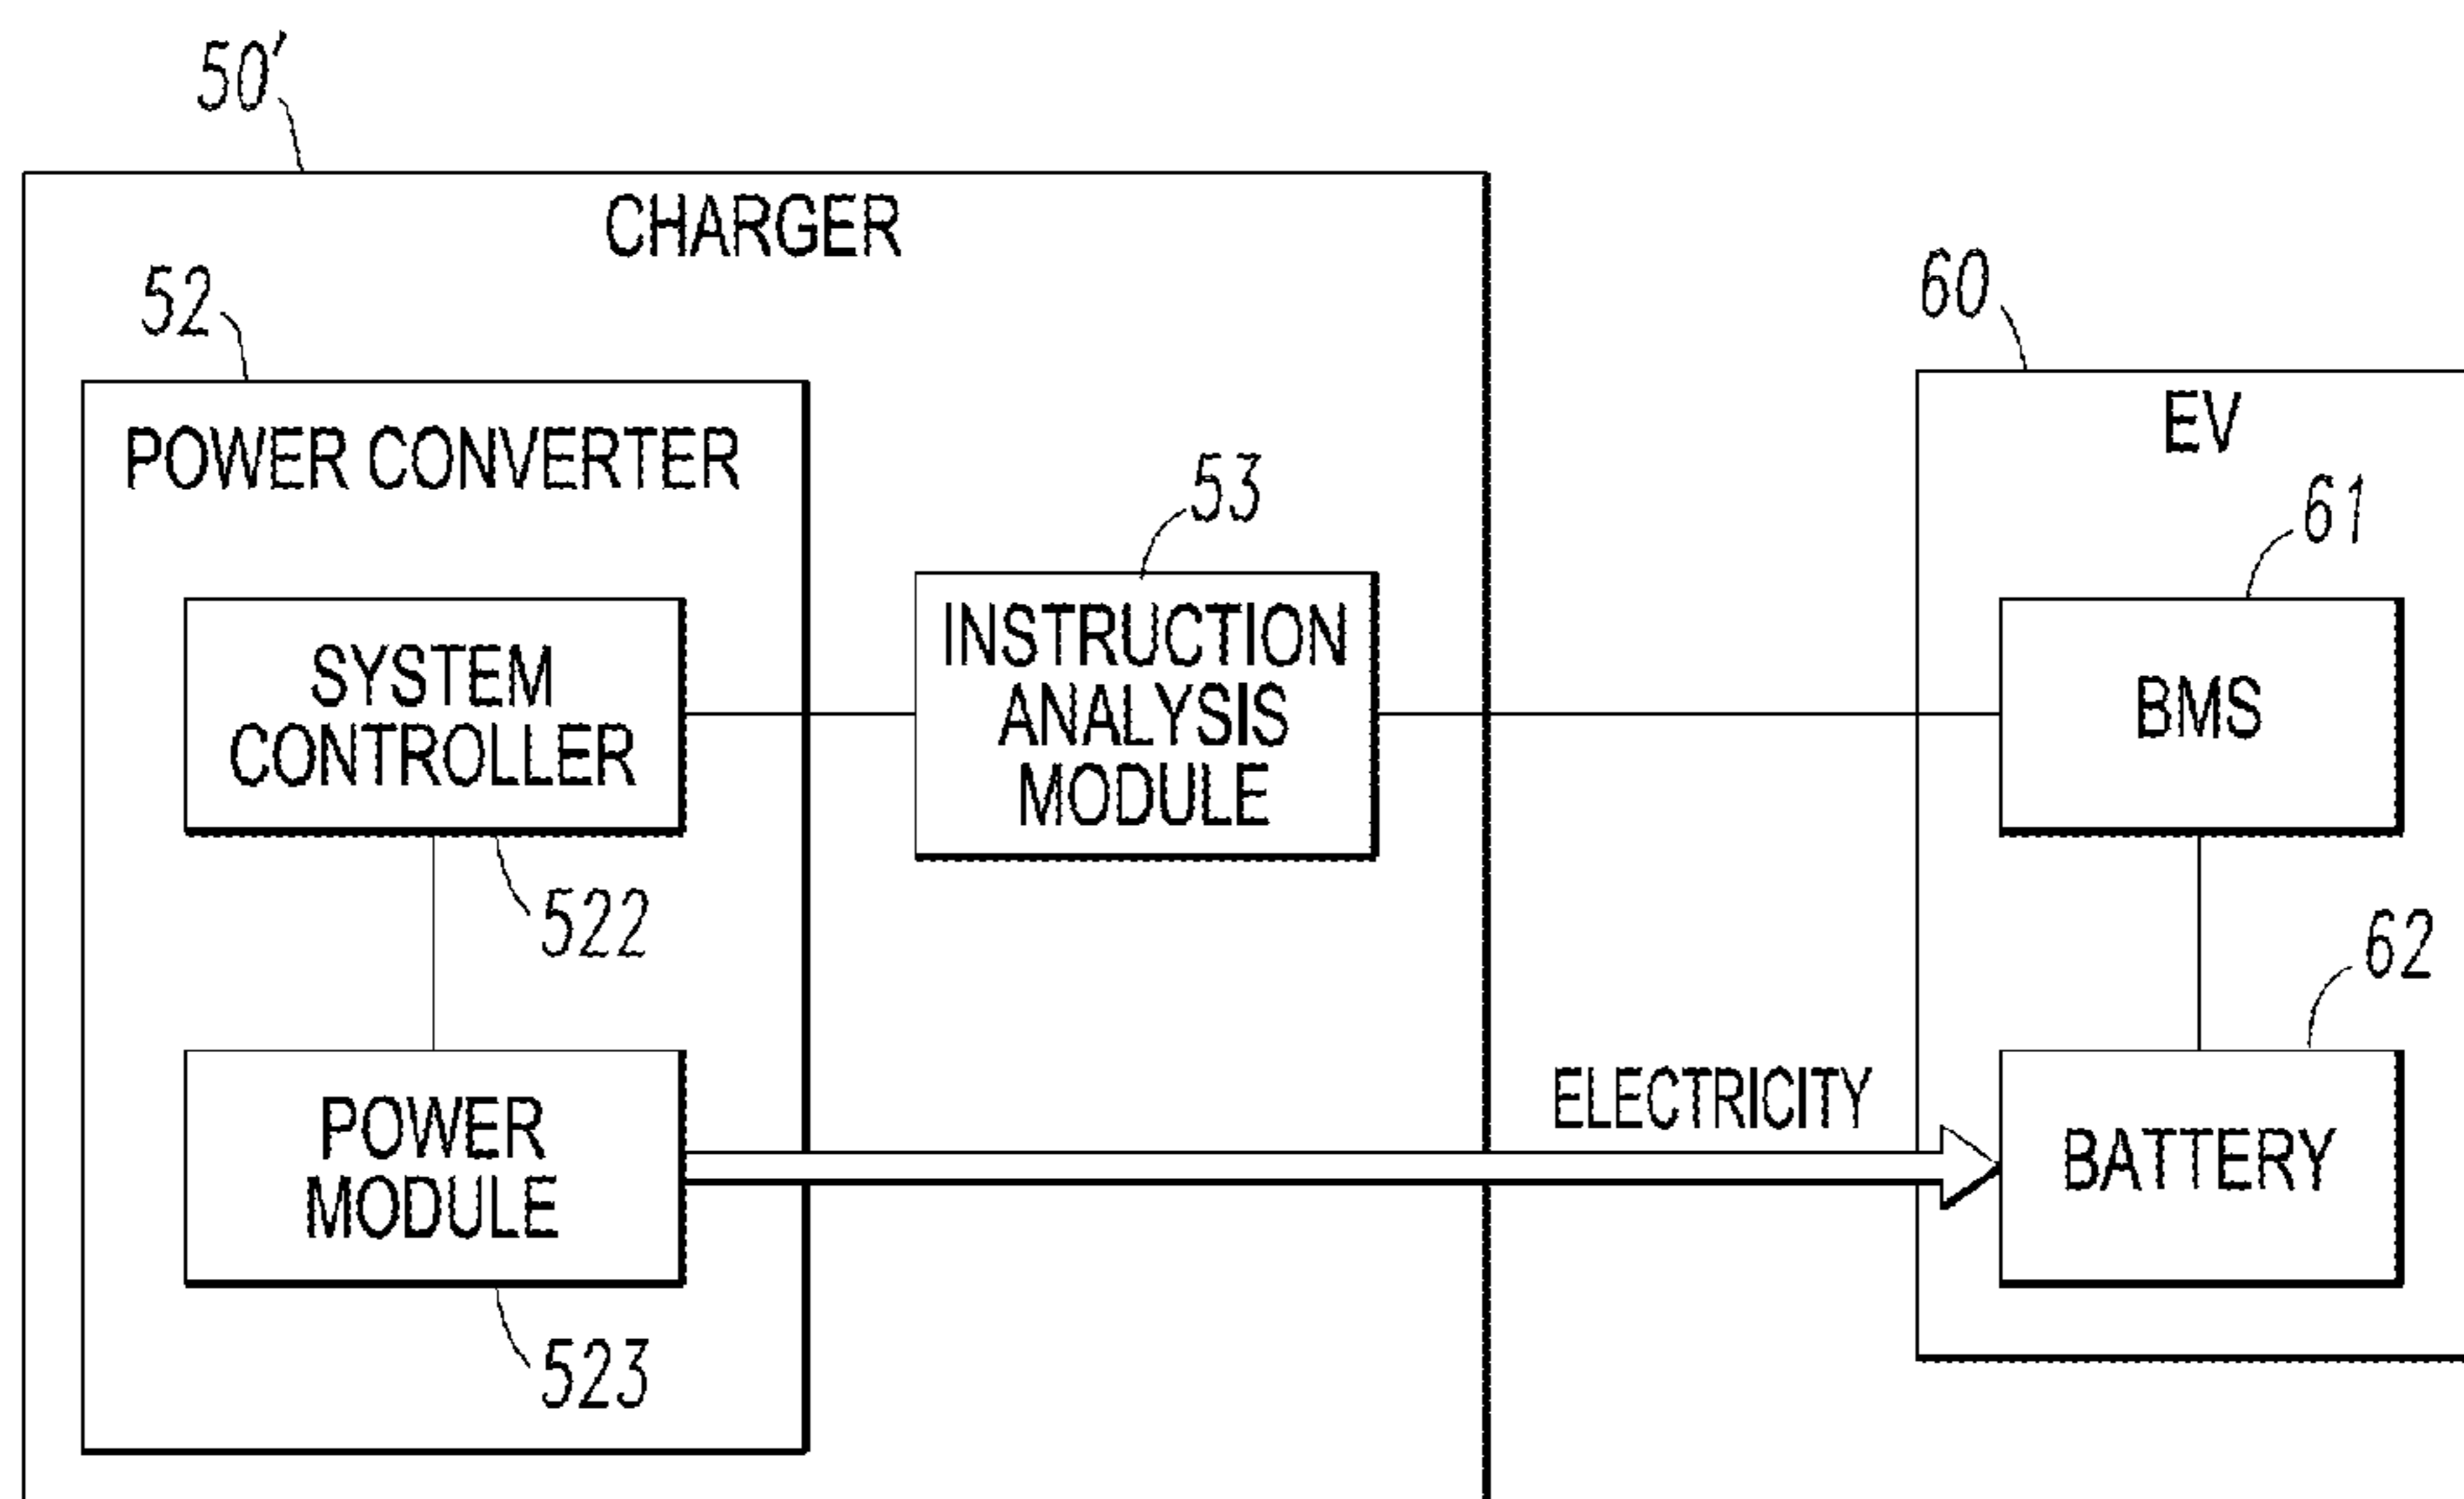 50'
CHARGER
52
60
POWER CONVERTER
EV
53
61
INSTRUCTION
ANALYSIS
MODULE
SYSTEM
CONTROLLER
BMS
522
62
ELECTRICITY
POWER
MODULE
BATTERY
523